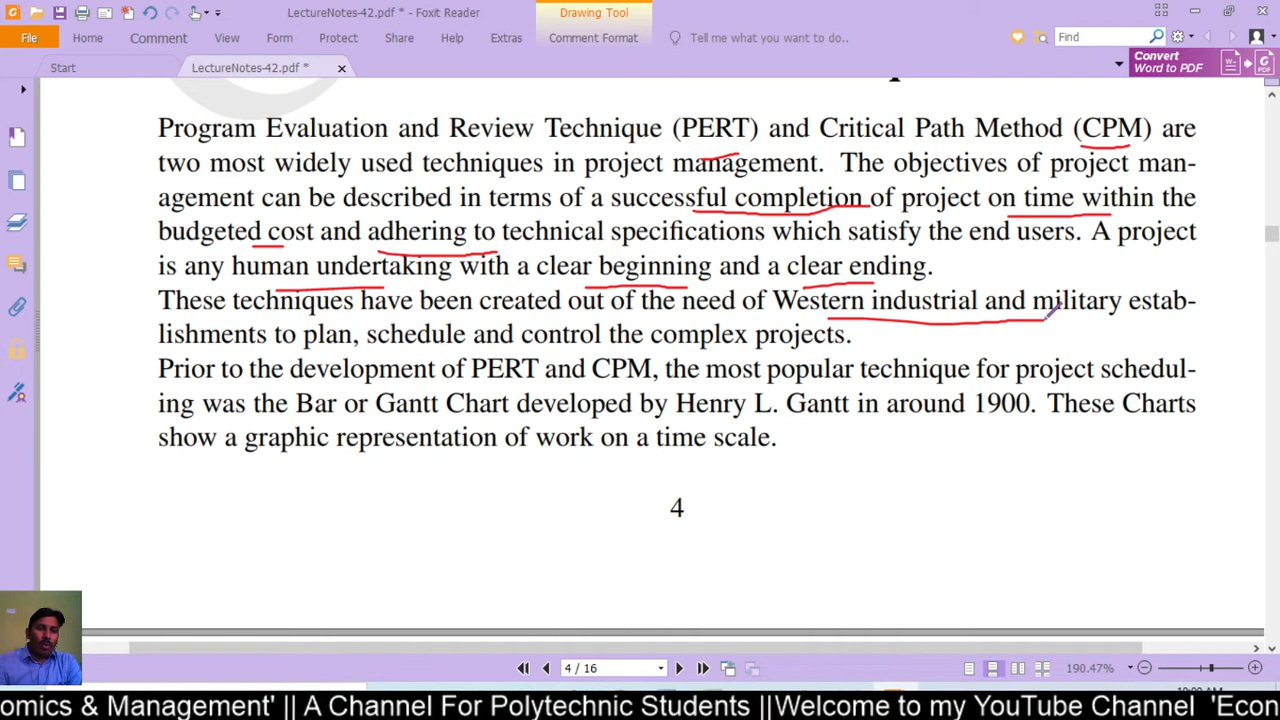 LectureNotes-42.pdf * - Foxit Reader
Drawing Tool
File Home Comment View Form Protect Share Help Extras Comment Format Tell me what you want to do.. Find
Start LectureNotes-42.pdf *
Convert
Word to PDF
Program Evaluation and Review Technique (PERT) and Critical Path Method (CPM) are
two most widely used techniques in project management. The objectives of project man-
agement can be described in terms of a successful completion of project on time within the
budgeted cost and adhering to technical specifications which satisfy the end users. A project
is any human undertaking with a clear beginning and a clear ending.
These techniques have been created out of the need of Western industrial and military estab-
lishments to plan, schedule and control the complex projects.
Prior to the development of PERT and CPM, the most popular technique for project schedul-
ing was the Bar or Gantt Chart developed by Henry L. Gantt in around 1900. These Charts
show a graphic representation of work on a time scale.
4
4 / 16
190.47%
omics & Management' || A Channel For Polytechnic Students ||Welcome to my YouTube Channel 'Econ